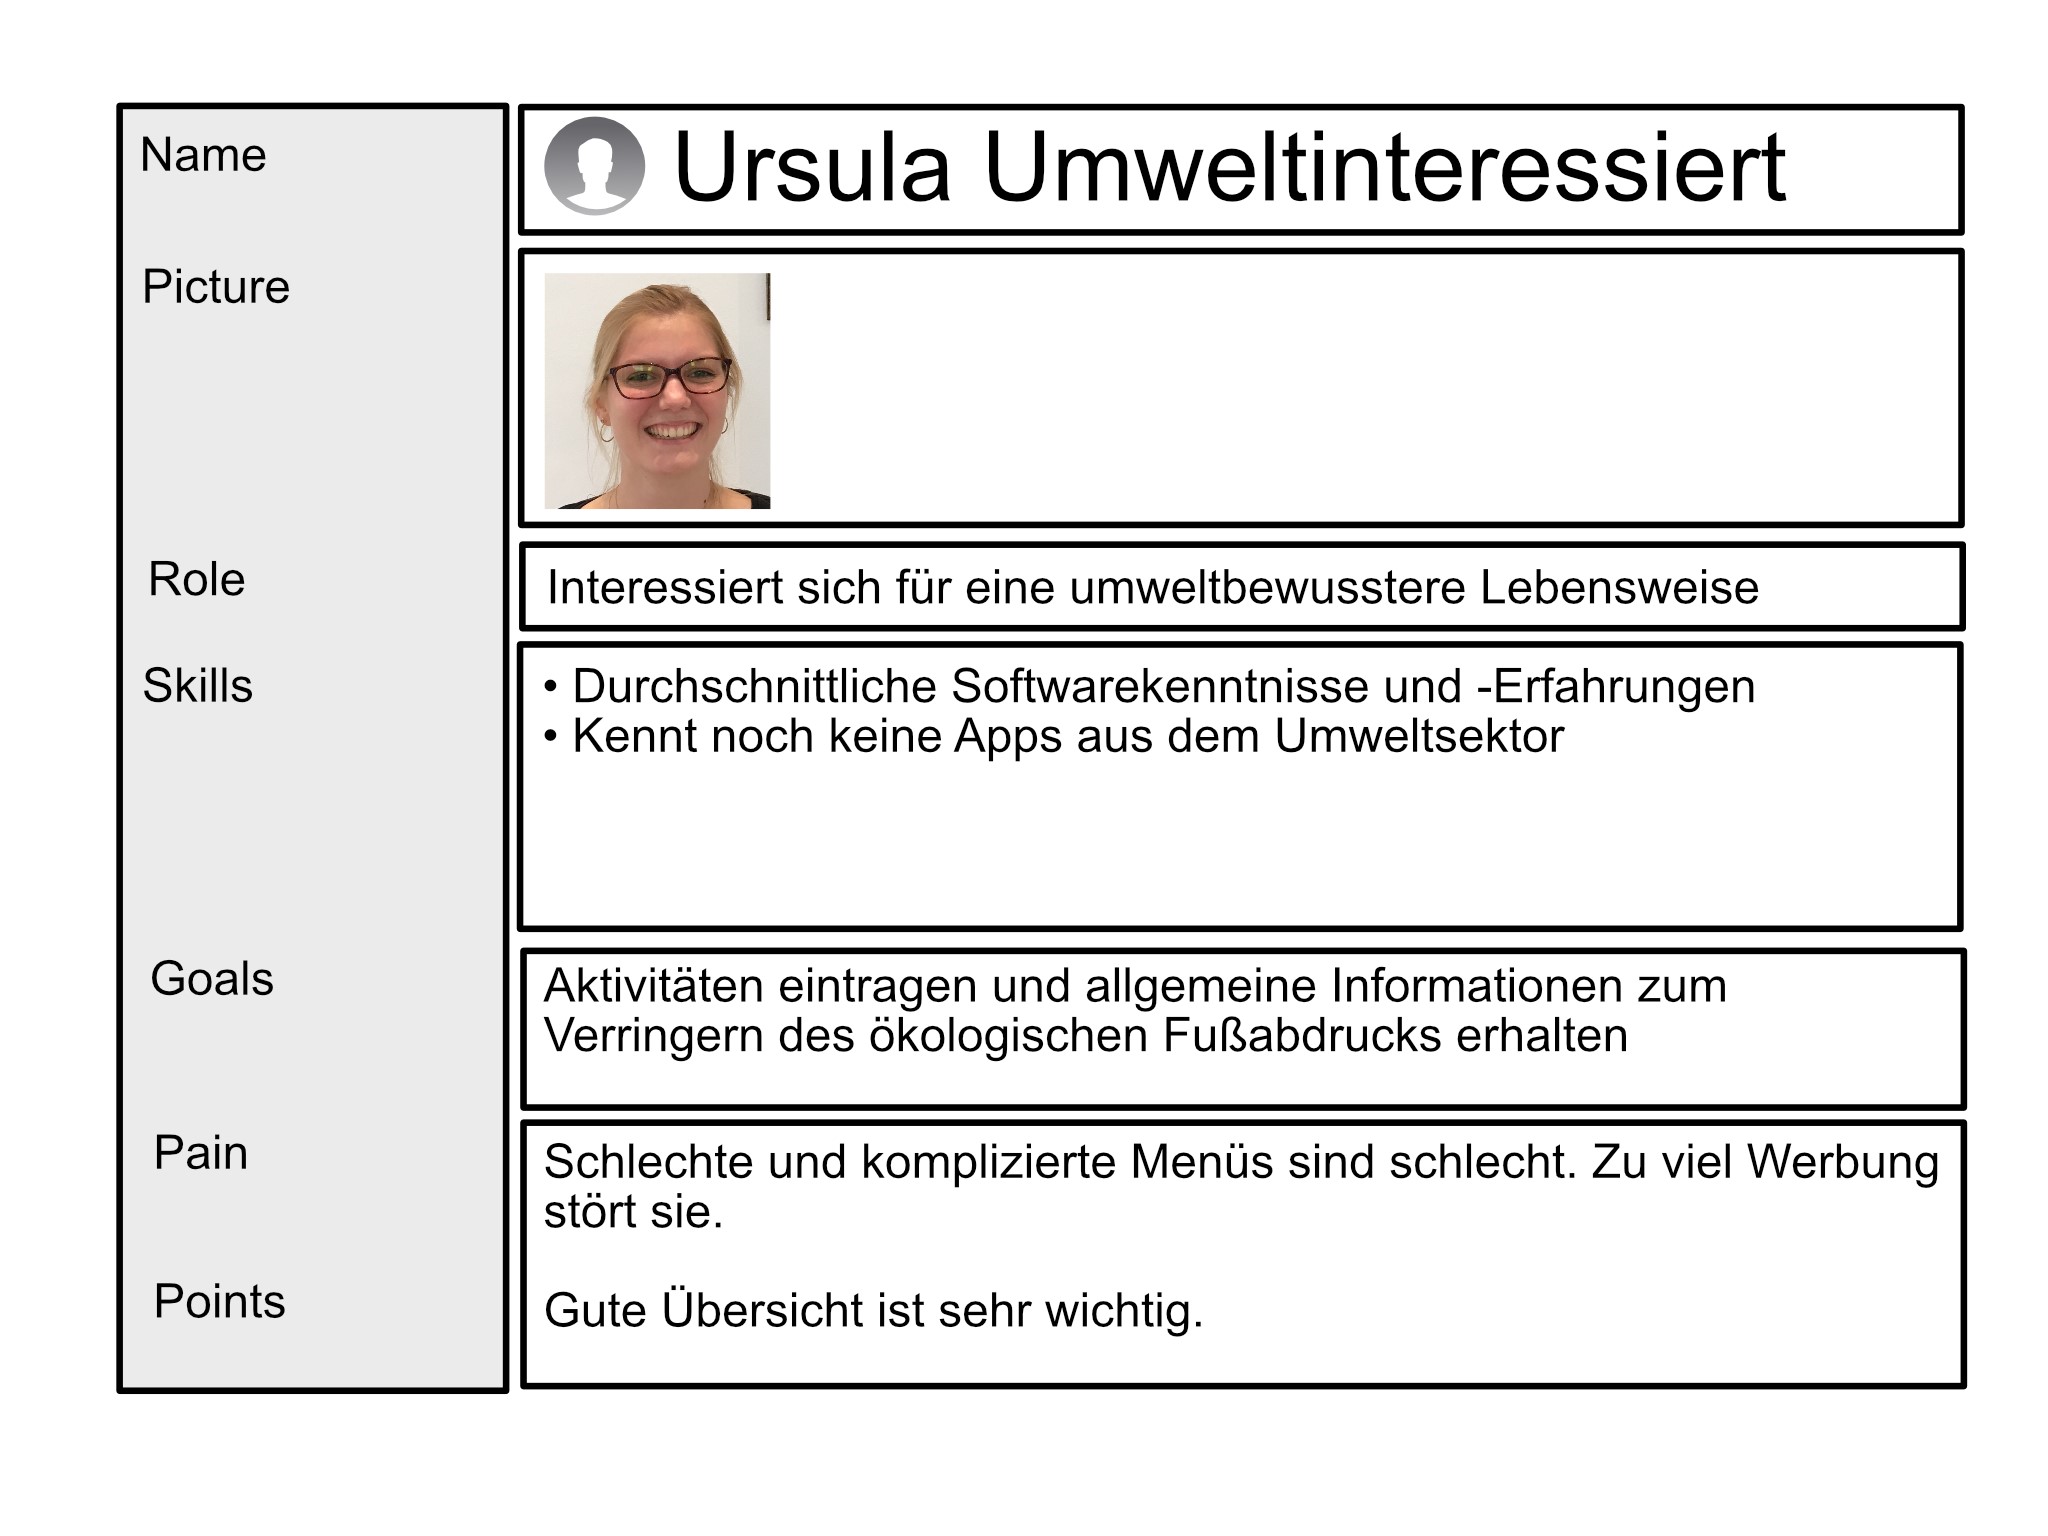 Name
Ursula Umweltinteressiert
Picture
Role
Interessiert sich für eine umweltbewusstere Lebensweise
Skills
• Durchschnittliche Softwarekenntnisse und -Erfahrungen
• Kennt noch keine Apps aus dem Umweltsektor
Goals
Aktivitäten eintragen und allgemeine Informationen zum
Verringern des ökologischen Fußabdrucks erhalten
Pain
Schlechte und komplizierte Menüs sind schlecht. Zu viel Werbung
stört sie.
Points
Gute Übersicht ist sehr wichtig.